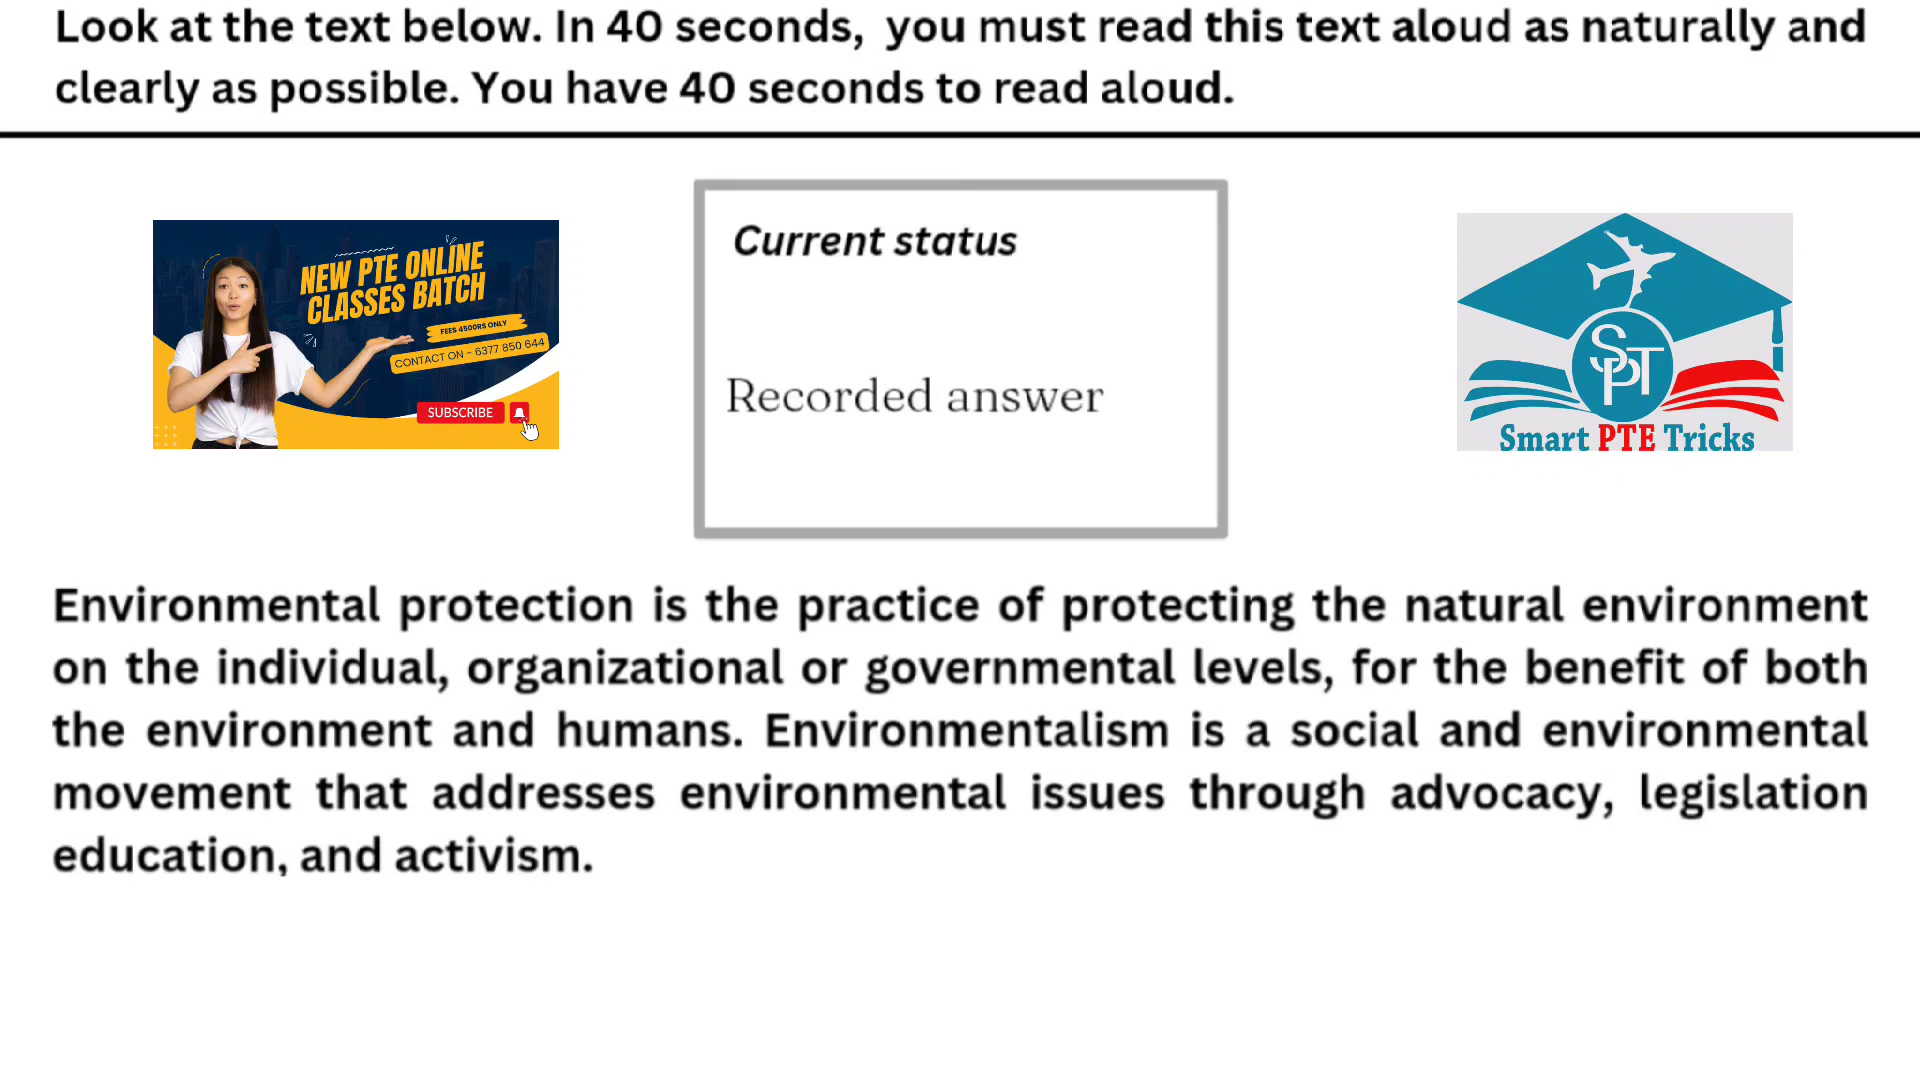 Look at the text below. In 40 seconds, you must read this text aloud as naturally and
clearly as possible. You have 40 seconds to read aloud.
NEW PTE ONLINE
CLASSES BATCH
FEES 4500RS ONLY
CONTACT ON - 6377 850 644
SUBSCRIBE
Current status
Recorded answer
SPT
Smart PTE Tricks
Environmental protection is the practice of protecting the natural environment
on the individual, organizational or governmental levels, for the benefit of both
the environment and humans. Environmentalism is a social and environmental
movement that addresses environmental issues through advocacy, legislation
education, and activism.